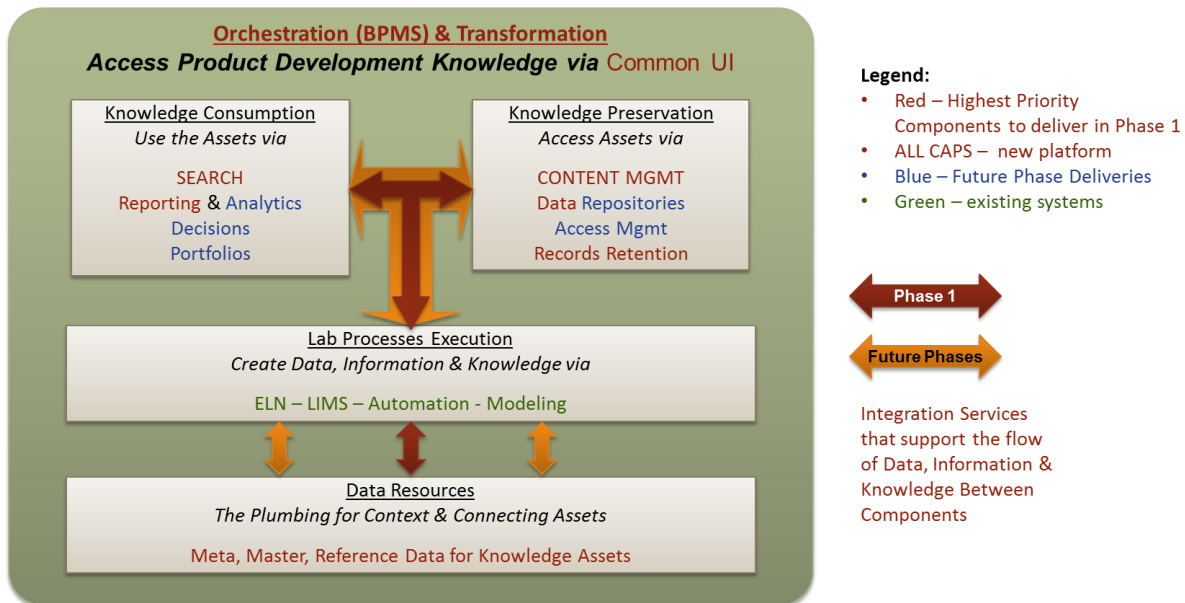 Orchestration (BPMS) & Transformation
Access Product Development Knowledge via Common UI
Knowledge Consumption
Use the Assets via
SEARCH
Reporting & Analytics
Decisions
Portfolios
Knowledge Preservation
Access Assets via
CONTENT MGMT
Data Repositories
Access Mgmt
Records Retention
Lab Processes Execution
Create Data, Information & Knowledge via
ELN – LIMS – Automation - Modeling
Data Resources
The Plumbing for Context & Connecting Assets
Meta, Master, Reference Data for Knowledge Assets
Legend:
• Red – Highest Priority
Components to deliver in Phase 1
• ALL CAPS – new platform
• Blue – Future Phase Deliveries
• Green – existing systems
Phase 1
Future Phases
Integration Services
that support the flow
of Data, Information &
Knowledge Between
Components